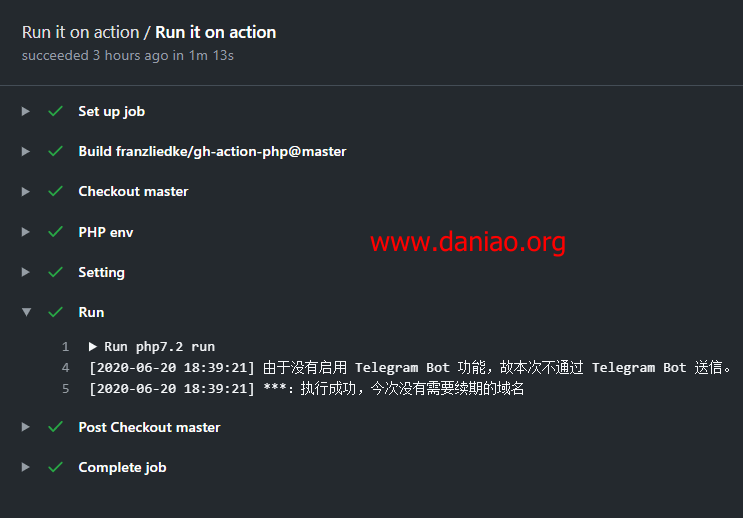 Run it on action / Run it on action
succeeded 3 hours ago in 1m 13s
Set up job
Build franzliedke/gh-action-php@master
Checkout master
PHP env
www.daniao.org
Setting
Run
1 ▶ Run php7.2 run
4 [2020-06-20 18:39:21] 由于没有启用 Telegram Bot 功能，故本次不通过 Telegram Bot 送信。
5 [2020-06-20 18:39:21] ***: 执行成功，今次没有需要续期的域名
Post Checkout master
Complete job